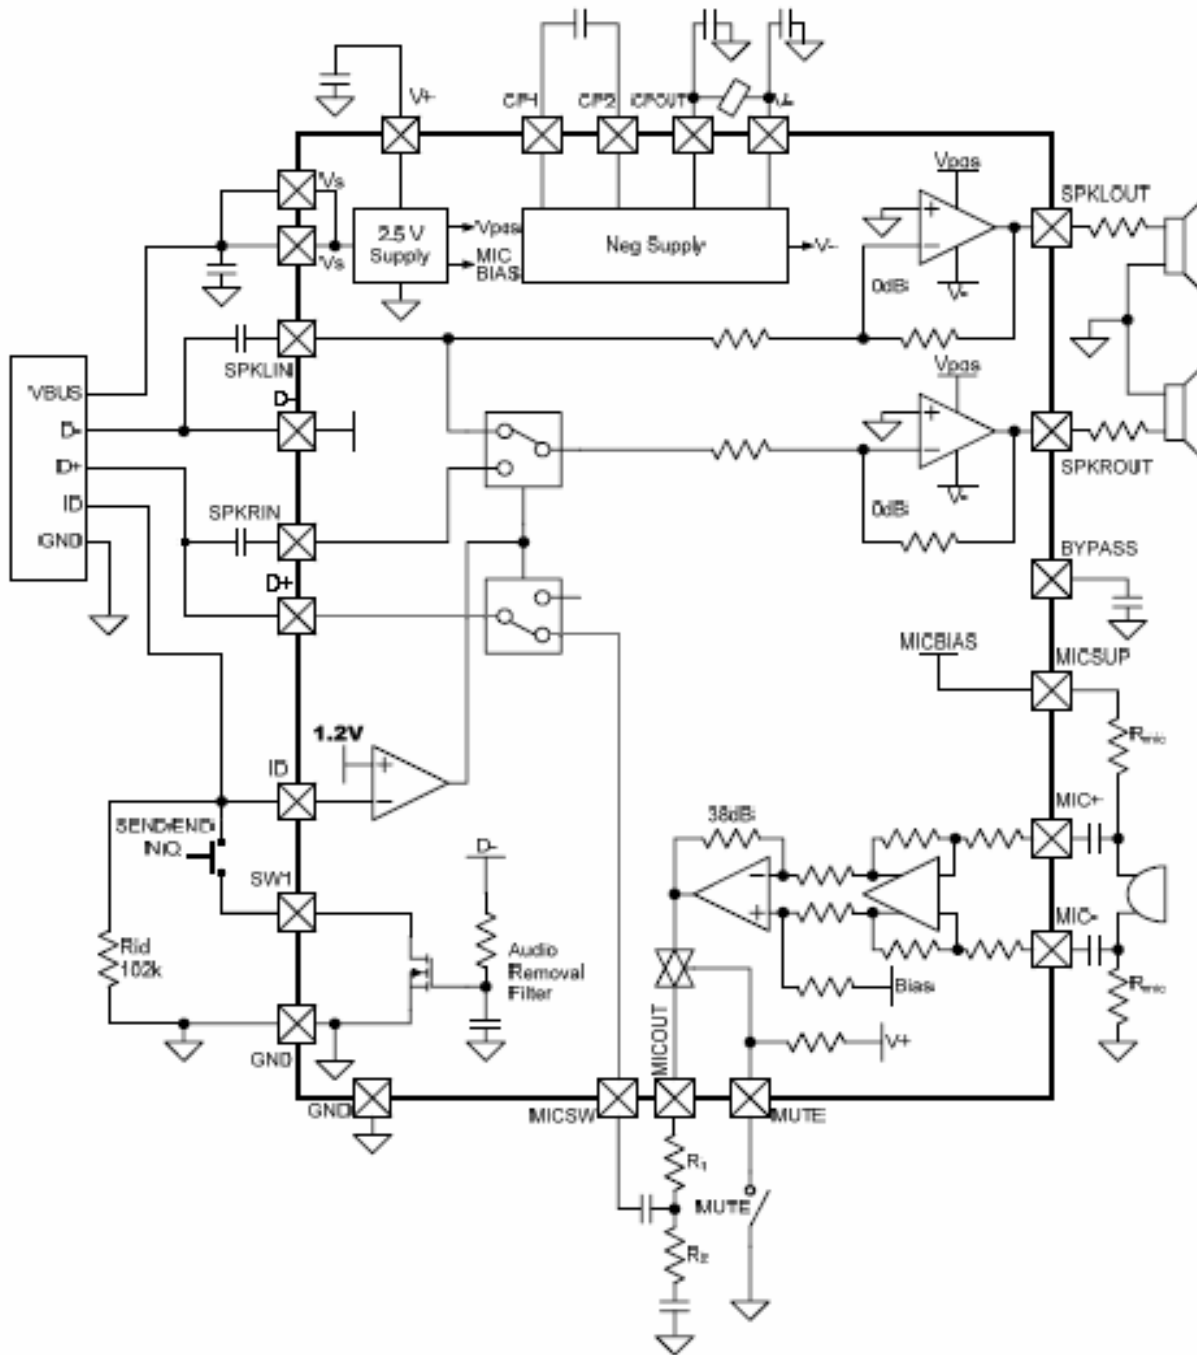 V+
CP1
CP2
CPOUT
V-
Vs
Vs
2.5 V
Supply
Vpos
MIC
BIAS
Neg Supply
V-
Vpos
SPKLOUT
0dB
V-
SPKLIN
VBUS
D-
D-
D+
ID
GND
Vpos
SPKROUT
V-
0dB
SPKRIN
D+
BYPASS
MICBIAS
MICSUP
Rmic
1.2V
ID
SEND/END
SW1
Rid
102k
D-
Audio
Removal
Filter
38dB
MIC+
MIC-
Bias
Rmic
MICOUT
V+
GND
GND
MICSW
MUTE
R1
MUTE
R2